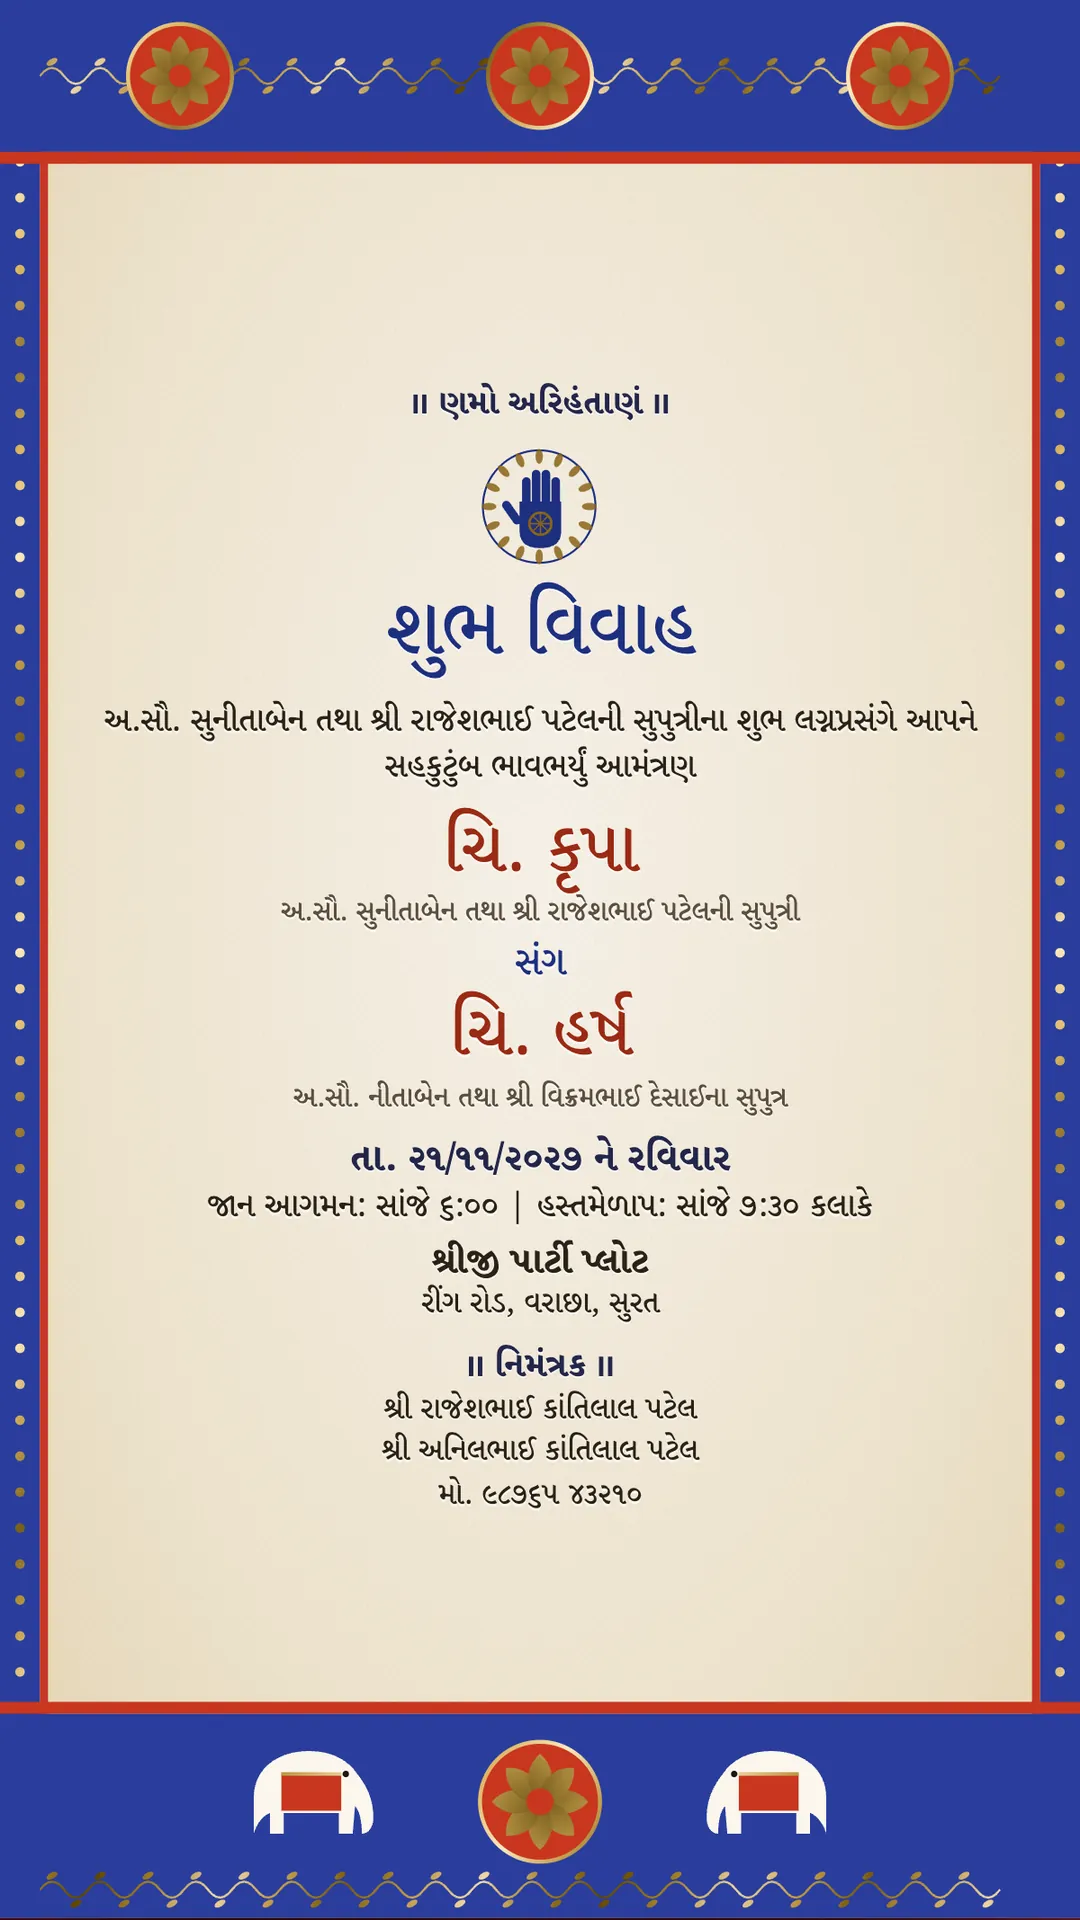 ॥ ણમો અરિહંતાણં ॥
શુભ વિવાહ
અ.સૌ. સુનીતાબેન તથા શ્રી રાજેશભાઈ પટેલની સુપુત્રીના શુભ લગ્નપ્રસંગે આપને
સહકુટુંબ ભાવભર્યું આમંત્રણ
ચિ. કૃપા
અ.સૌ. સુનીતાબેન તથા શ્રી રાજેશભાઈ પટેલની સુપુત્રી
સંગ
ચિ. હર્ષ
અ.સૌ. નીતાબેન તથા શ્રી વિક્રમભાઈ દેસાઈના સુપુત્ર
તા. ૨૧/૧૧/૨૦૨૭ ને રવિવાર
જાન આગમન: સાંજે ૬:૦૦ | હસ્તમેળાપ: સાંજે ૭:૩૦ કલાકે
શ્રીજી પાર્ટી પ્લોટ
રીંગ રોડ, વરાછા, સુરત
॥ નિમંત્રક ॥
શ્રી રાજેશભાઈ કાંતિલાલ પટેલ
શ્રી અનિલભાઈ કાંતિલાલ પટેલ
મો. ૯૮૭૬૫ ૪૩૨૧૦